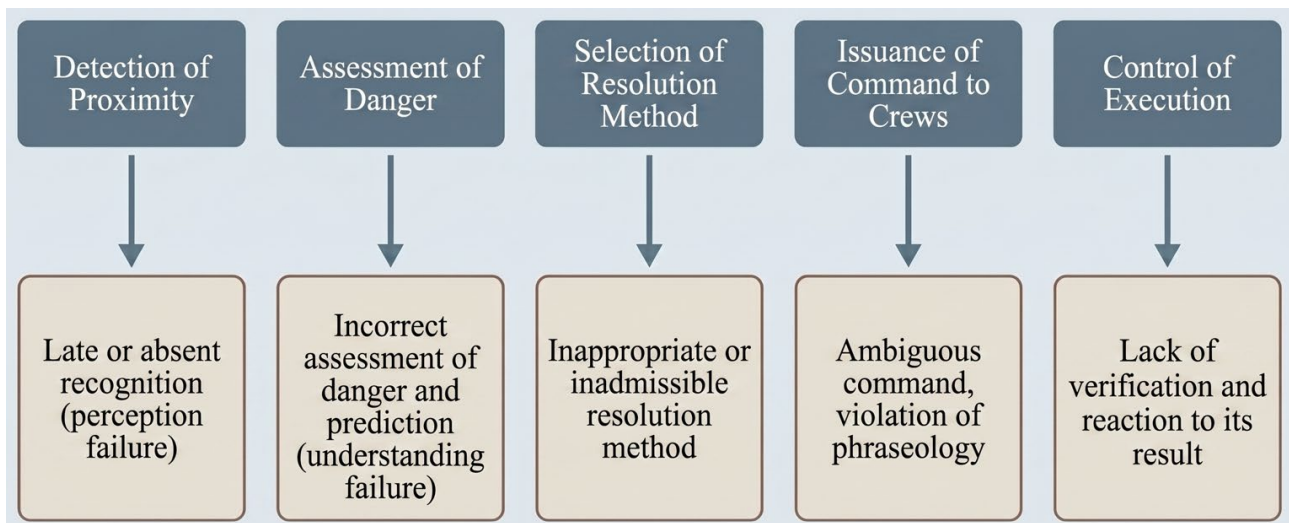 Detection of
Proximity
Assessment of
Danger
Selection of
Resolution
Method
Issuance of
Command to
Crews
Control of
Execution
Late or absent
recognition
(perception
failure)
Incorrect
assessment of
danger and
prediction
(understanding
failure)
Inappropriate or
inadmissible
resolution
method
Ambiguous
command,
violation of
phraseology
Lack of
verification and
reaction to its
result